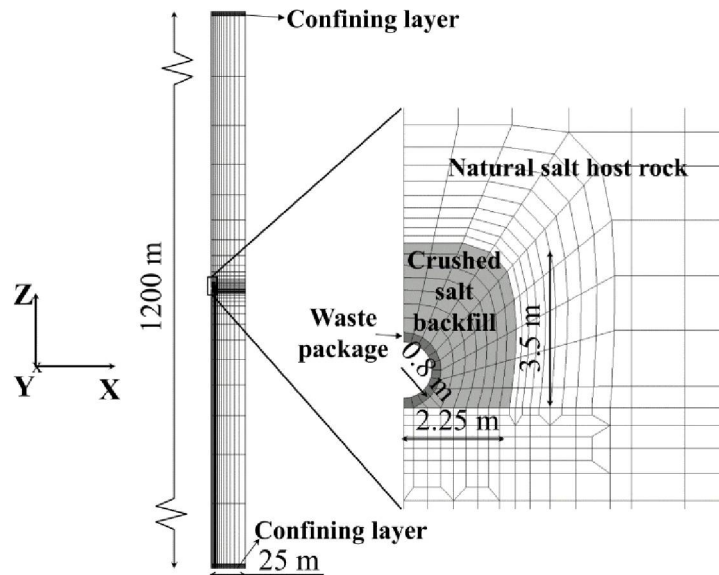 Confining layer
Natural salt host rock
Crushed
salt
backfill
Waste
package
0.8 m
3.5 m
2.25 m
1200 m
Z
Y
X
Confining layer
25 m